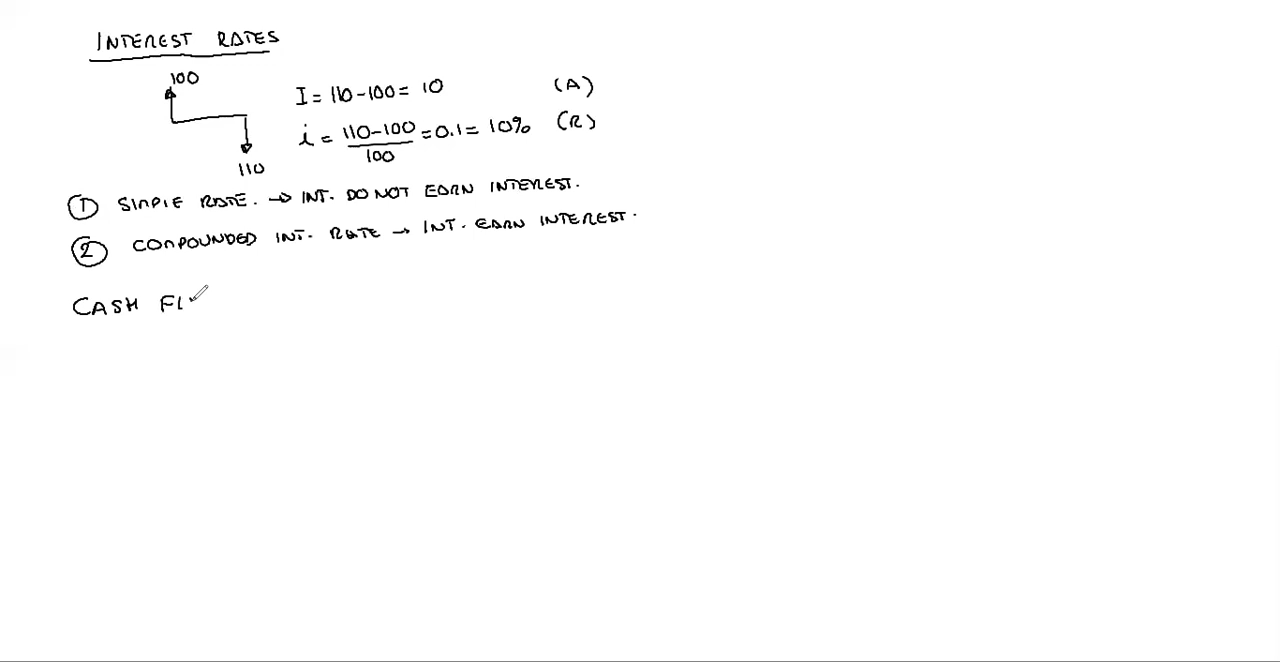 INTEREST RATES
100
I = 110-100 = 10 (A)
i = 110-100/100 = 0.1 = 10% (R)
110
1 SIMPLE RATE. → INT. DO NOT EARN INTEREST.
2 COMPOUNDED INT. RATE → INT. EARN INTEREST.
CASH FL